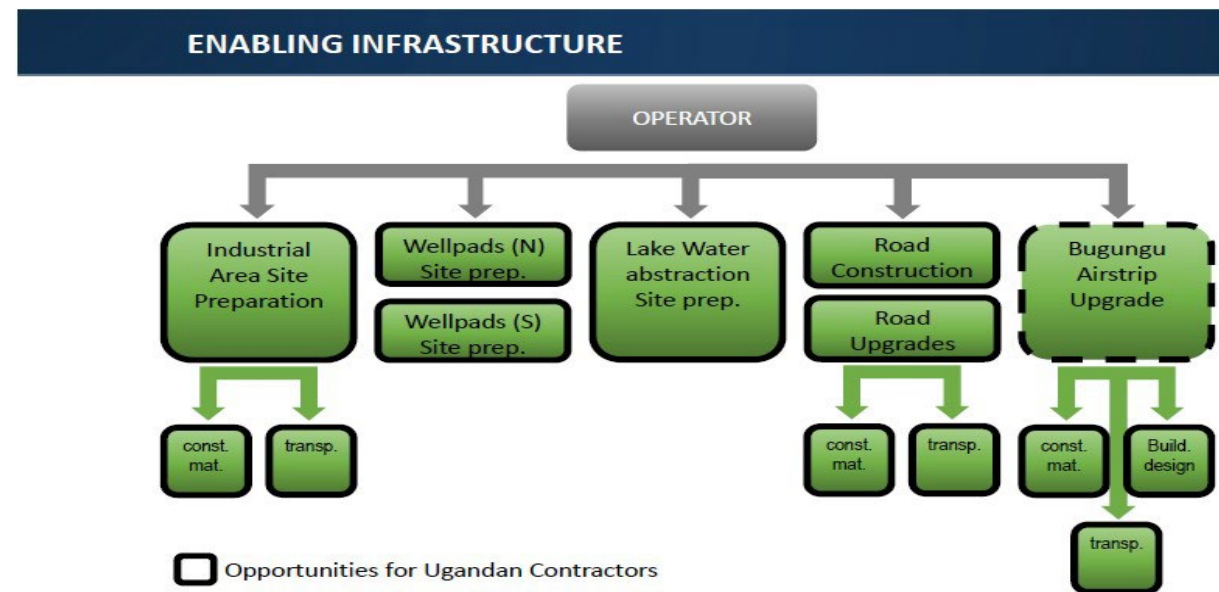 ENABLING INFRASTRUCTURE
OPERATOR
Industrial
Area Site
Preparation
Wellpads (N)
Site prep.
Wellpads (S)
Site prep.
Lake Water
abstraction
Site prep.
Road
Construction
Road
Upgrades
Bugungu
Airstrip
Upgrade
const.
mat.
transp.
const.
mat.
transp.
const.
mat.
Build.
design
transp.
Opportunities for Ugandan Contractors